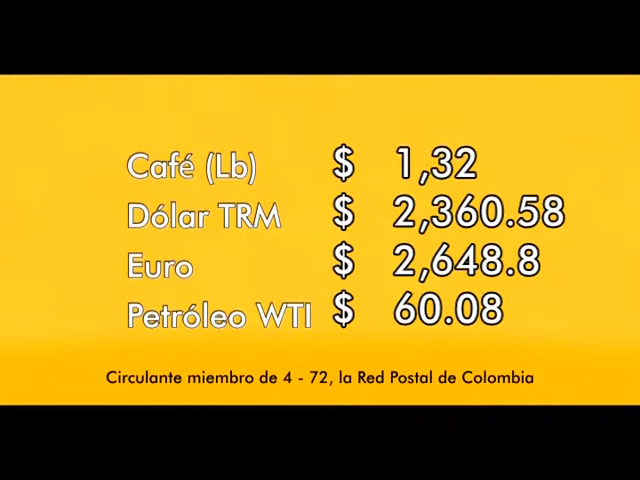 Café (Lb) $ 1,32
Dólar TRM $ 2,360.58
Euro $ 2,648.8
Petróleo WTI $ 60.08
Circulante miembro de 4 - 72, la Red Postal de Colombia